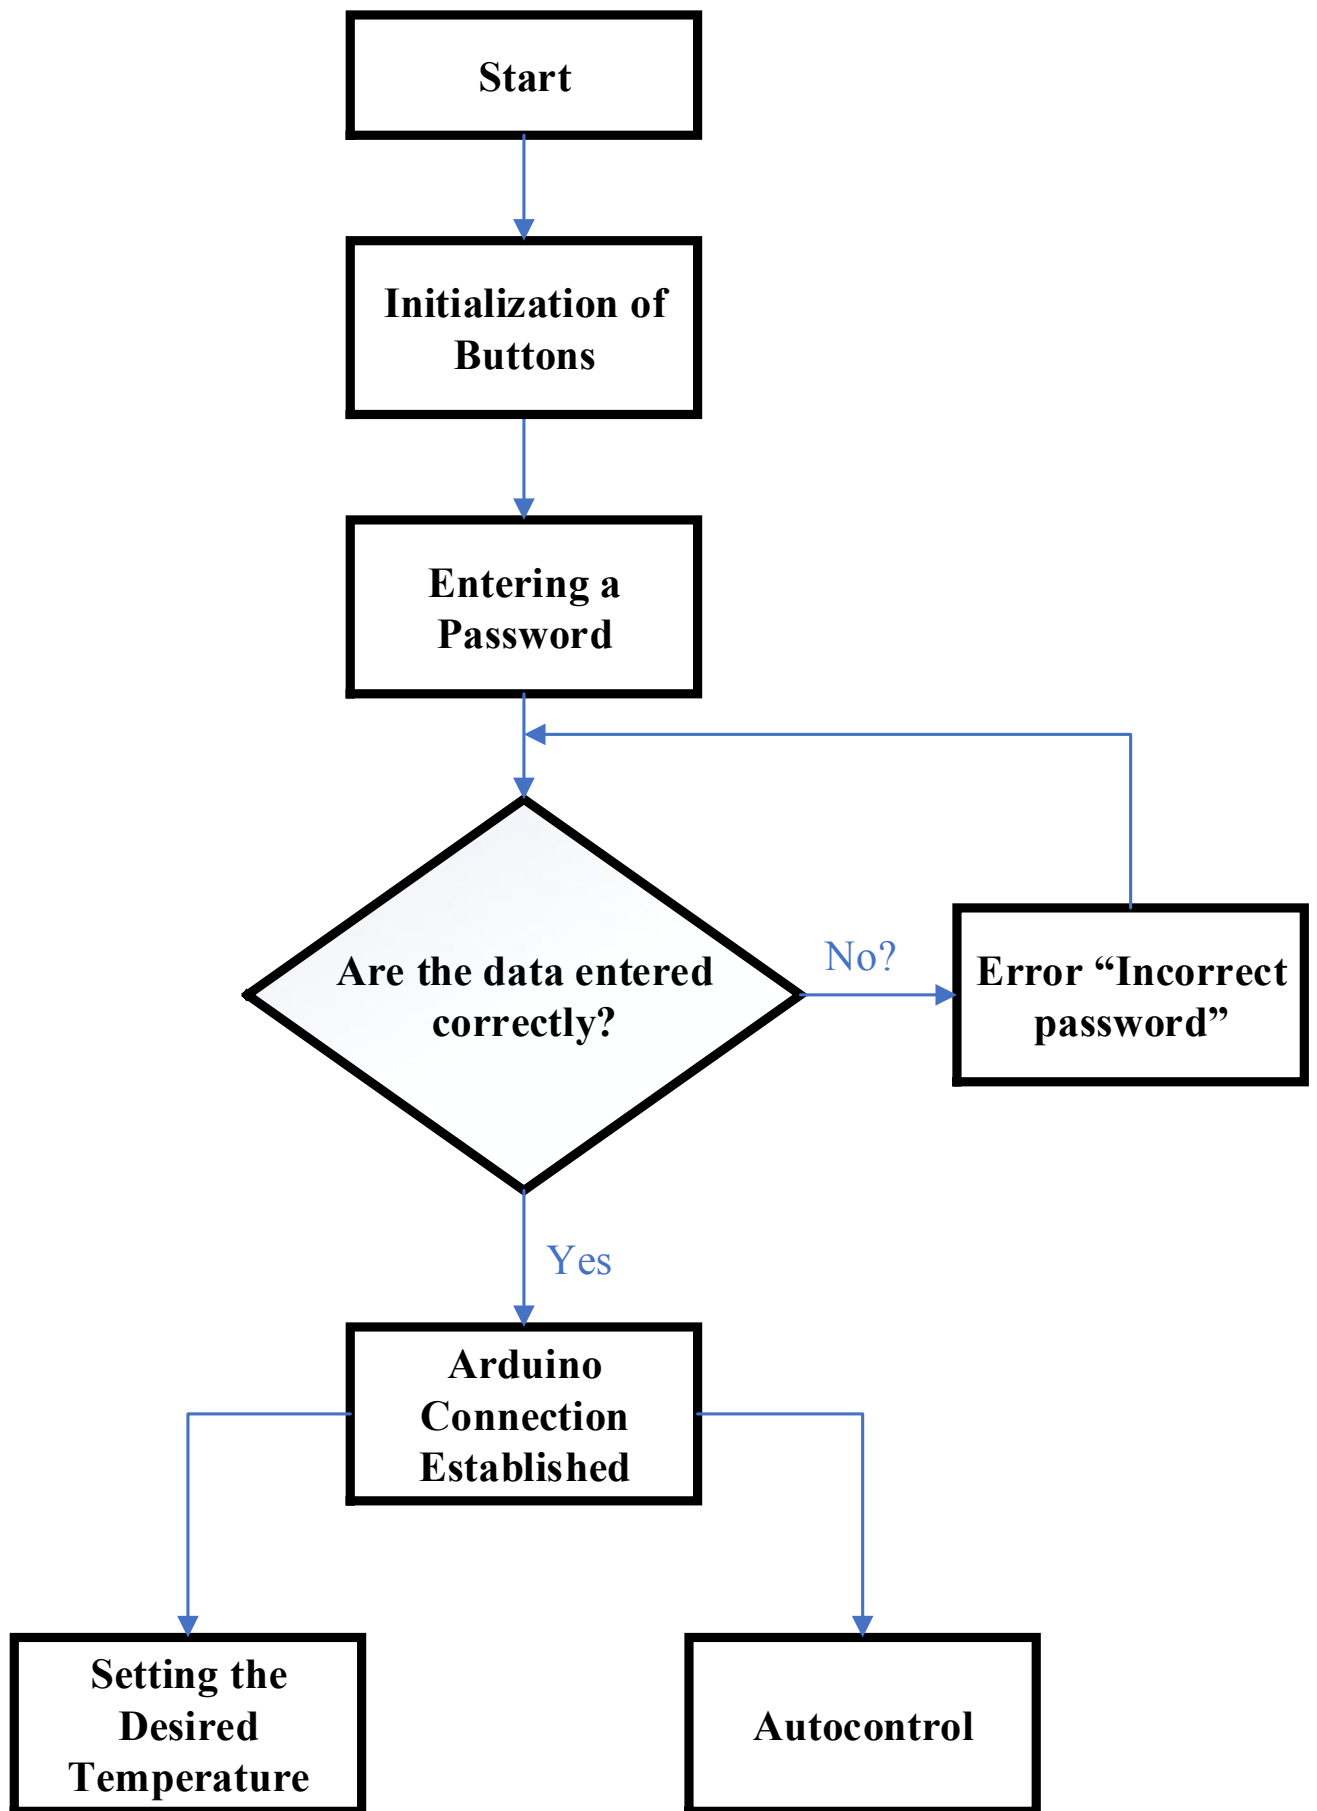 Start
Initialization of
Buttons
Entering a
Password
Are the data entered
correctly?
No?
Error “Incorrect
password”
Yes
Arduino
Connection
Established
Setting the
Desired
Temperature
Autocontrol